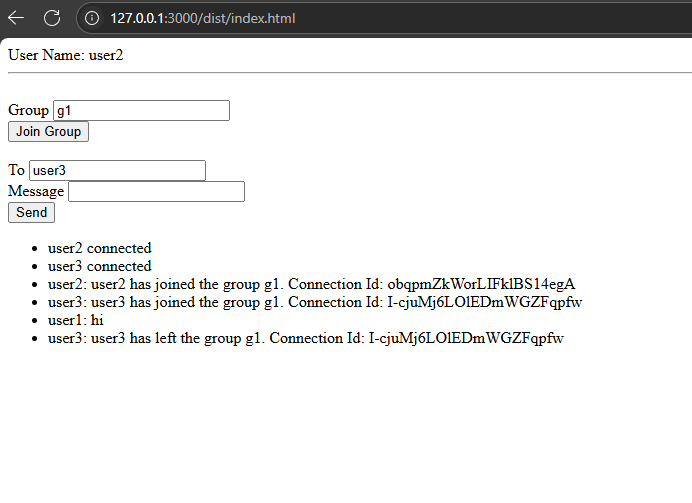 127.0.0.1:3000/dist/index.html
User Name: user2
Group g1
Join Group
To user3
Message
Send
user2 connected
user3 connected
user2: user2 has joined the group g1. Connection Id: obqpmZkWorLIFklBS14egA
user3: user3 has joined the group g1. Connection Id: I-cjuMj6LOlEDmWGZFqpfw
user1: hi
user3: user3 has left the group g1. Connection Id: I-cjuMj6LOlEDmWGZFqpfw